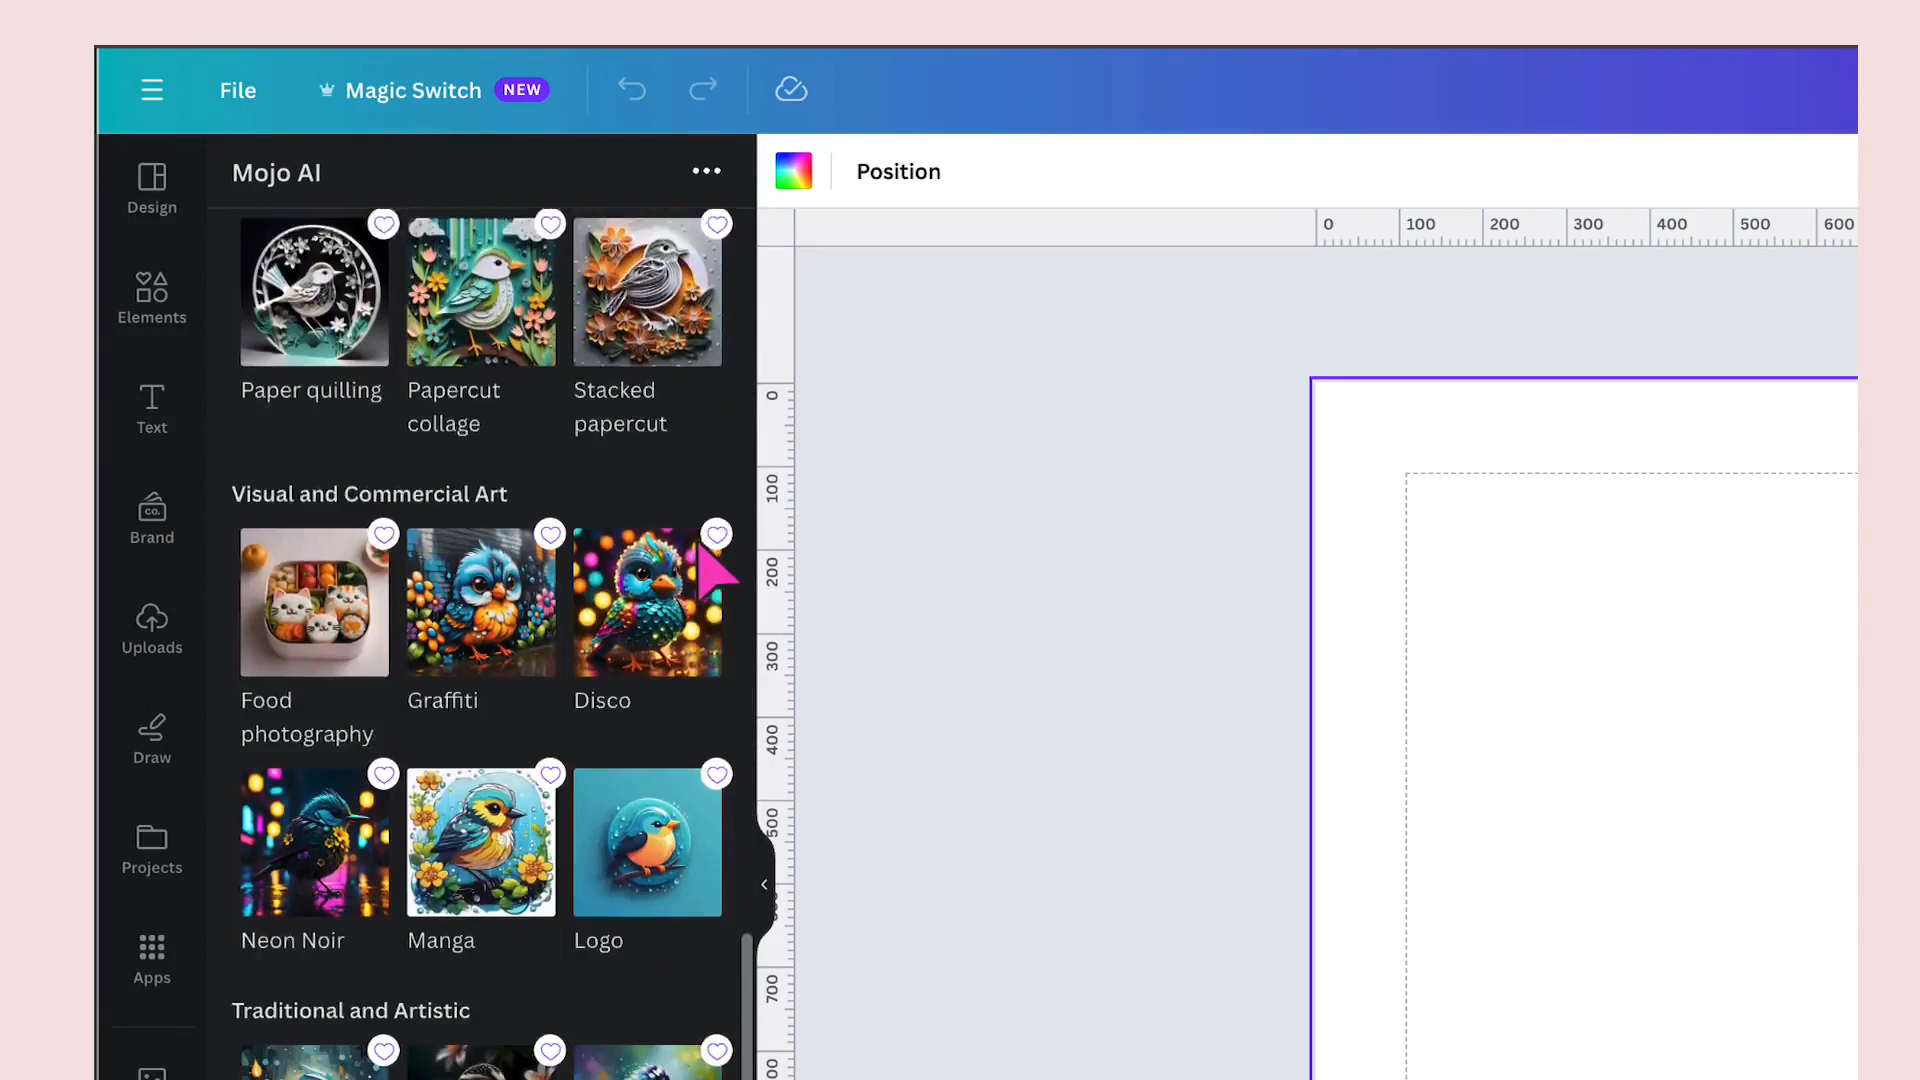 File
Magic Switch NEW
Mojo AI
Position
Design
Elements
Text
Brand
CO.
Uploads
Draw
Projects
Apps
Paper quilling
Papercut
collage
Stacked
papercut
Visual and Commercial Art
Food
photography
Graffiti
Disco
Neon Noir
Manga
Logo
Traditional and Artistic
0 100 200 300 400 500 600
0
100
200
300
400
500
700